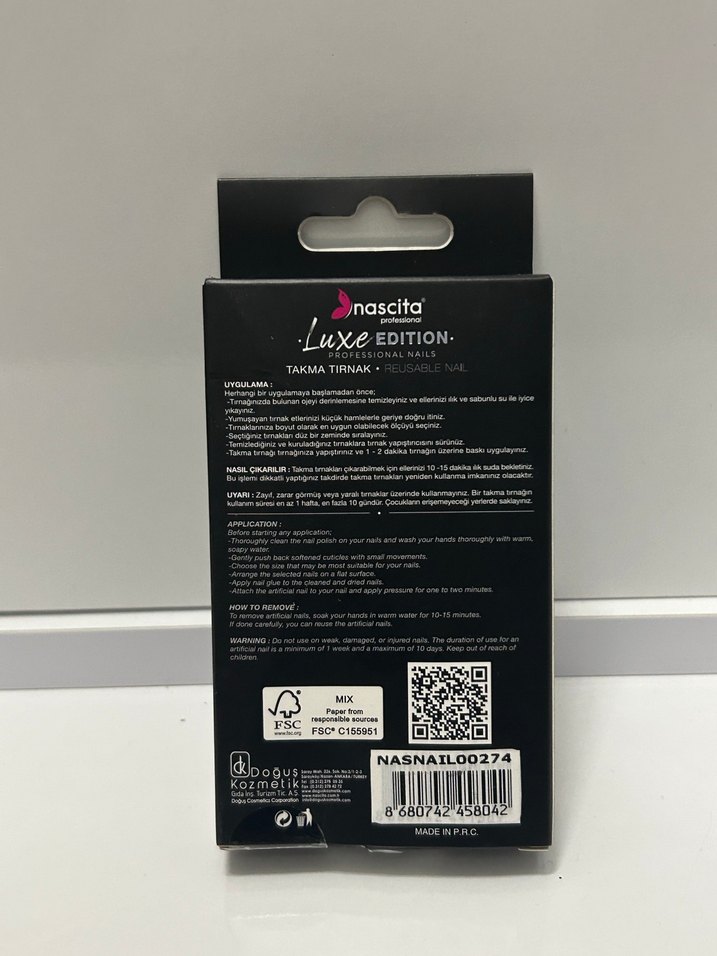 nascita®
professional
·Luxe EDITION·
PROFESSIONAL NAILS
TAKMA TIRNAK • REUSABLE NAIL
UYGULAMA :
Herhangi bir uygulamaya başlamadan önce;
-Tırnağınızda bulunan ojeyi derinlemesine temizleyiniz ve ellerinizi ılık ve sabunlu su ile iyice
yıkayınız.
-Yumuşayan tırnak etlerinizi küçük hamlelerle geriye doğru itiniz.
-Tırnaklarınıza boyut olarak en uygun olabilecek ölçüyü seçiniz.
-Seçtiğiniz tırnakları düz bir zeminde sıralayınız.
-Temizlediğiniz ve kuruladığınız tırnaklara tırnak yapıştırıcısını sürünüz.
-Takma tırnağı tırnağınıza yapıştırınız ve 1 - 2 dakika tırnağın üzerine baskı uygulayınız.
NASIL ÇIKARILIR : Takma tırnakları çıkarabilmek için ellerinizi 10 -15 dakika ılık suda bekletiniz.
Bu işlemi dikkatli yaptığınız takdirde takma tırnakları yeniden kullanma imkanınız olacaktır.
UYARI : Zayıf, zarar görmüş veya yaralı tırnaklar üzerinde kullanmayınız. Bir takma tırnağın
kullanım süresi en az 1 hafta, en fazla 10 gündür. Çocukların erişemeyeceği yerlerde saklayınız.
APPLICATION :
Before starting any application;
-Thoroughly clean the nail polish on your nails and wash your hands thoroughly with warm,
soapy water.
-Gently push back softened cuticles with small movements.
-Choose the size that may be most suitable for your nails.
-Arrange the selected nails on a flat surface.
-Apply nail glue to the cleaned and dried nails.
-Attach the artificial nail to your nail and apply pressure for one to two minutes.
HOW TO REMOVE :
To remove artificial nails, soak your hands in warm water for 10-15 minutes.
If done carefully, you can reuse the artificial nails.
WARNING : Do not use on weak, damaged, or injured nails. The duration of use for an
artificial nail is a minimum of 1 week and a maximum of 10 days. Keep out of reach of
children.
FSC
www.fsc.org
MIX
Paper from
responsible sources
FSC® C155951
dk Doğuş
Kozmetik
Gıda İnş. Turizm Tic. A.Ş.
Doğuş Cosmetics Corporation
NASNAIL00274
8 680742 458042
MADE IN P.R.C.